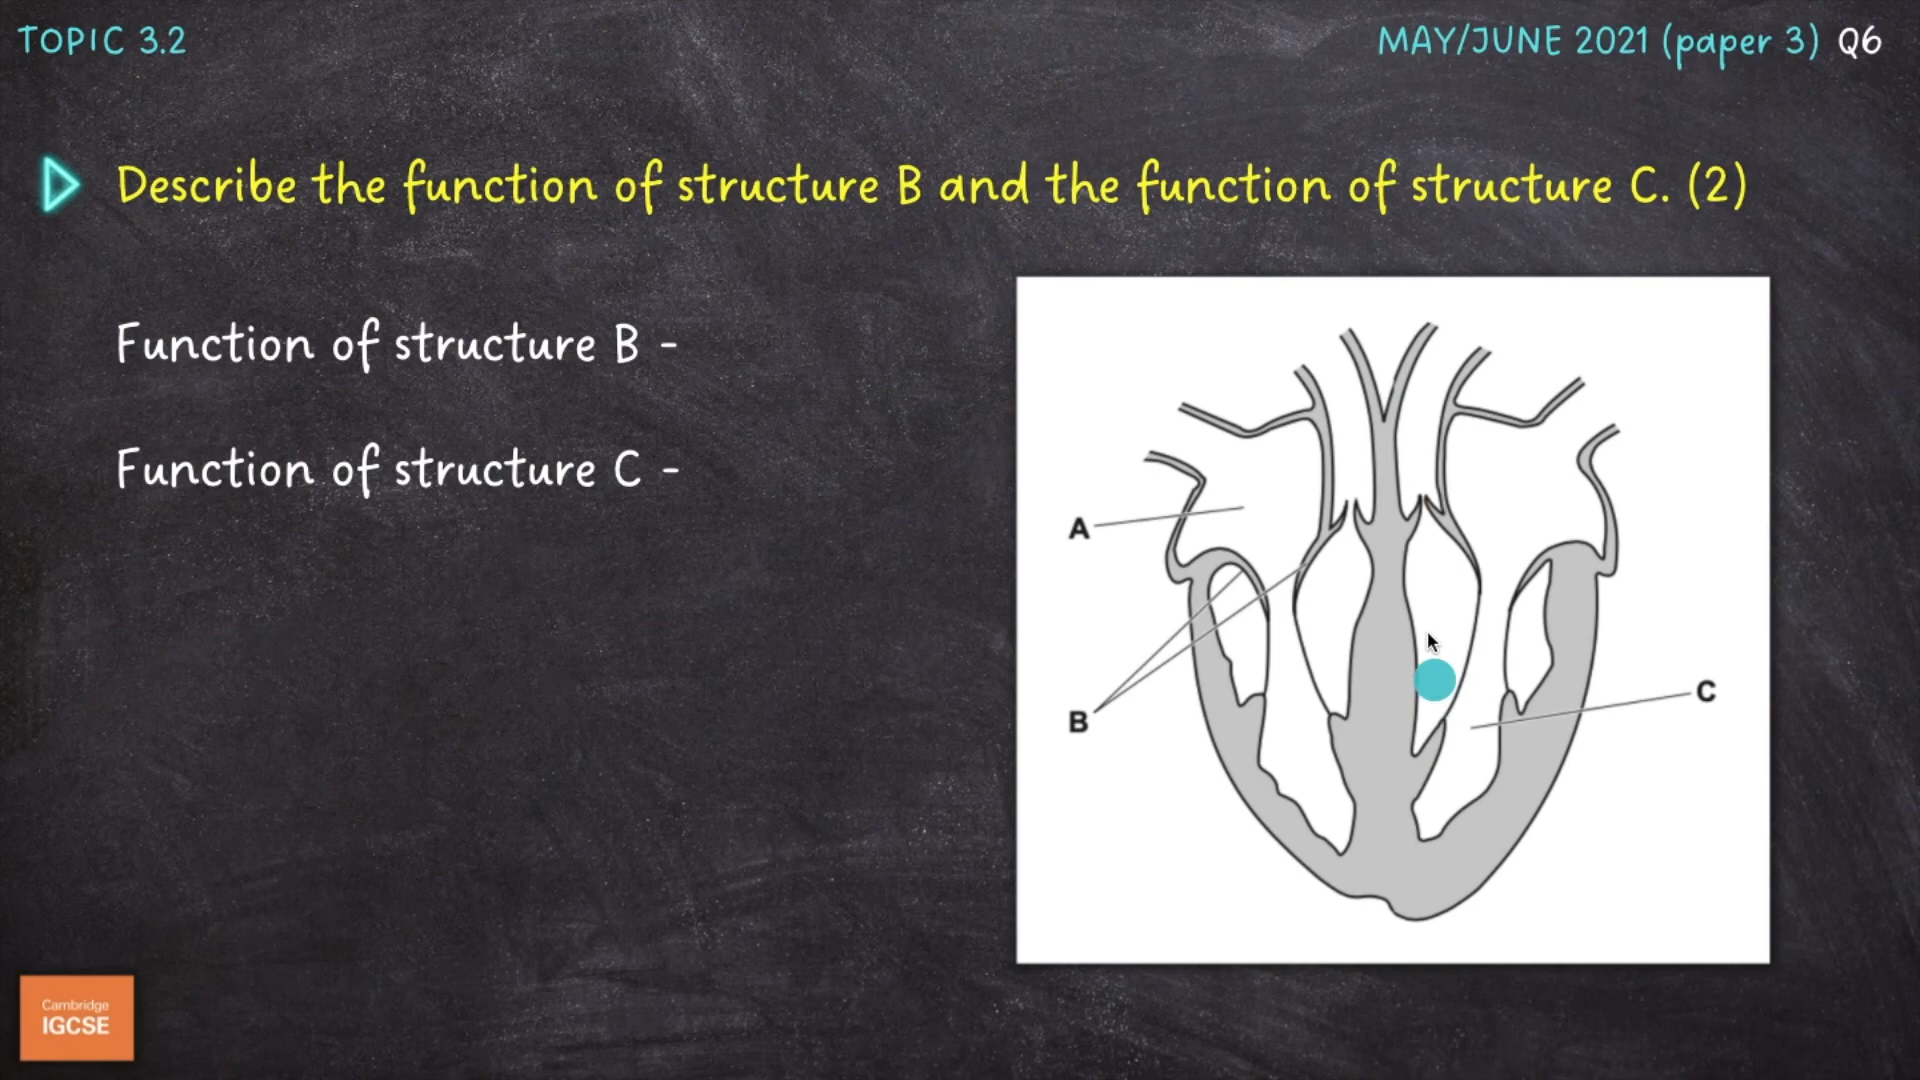 TOPIC 3.2
MAY/JUNE 2021 (paper 3) Q6
Describe the function of structure B and the function of structure C. (2)
Function of structure B -
Function of structure C -
A
B
C
Cambridge
IGCSE